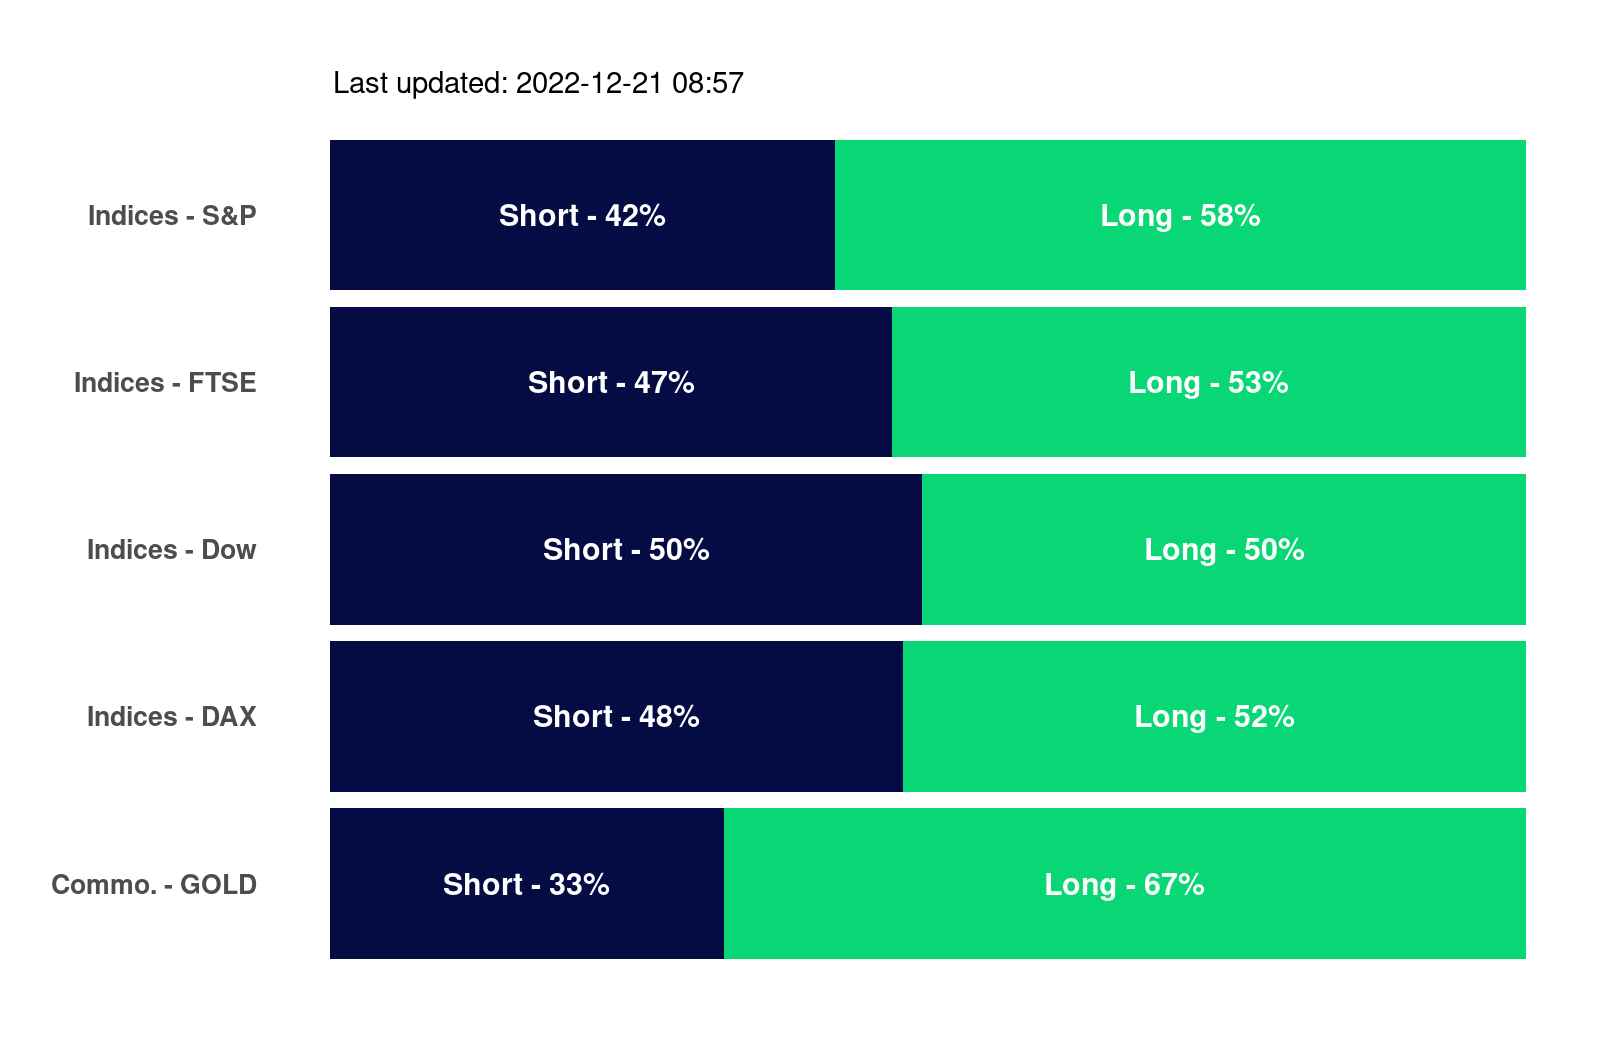 Last updated: 2022-12-21 08:57
Indices - S&P Short - 42% Long - 58%
Indices - FTSE Short - 47% Long - 53%
Indices - Dow Short - 50% Long - 50%
Indices - DAX Short - 48% Long - 52%
Commo. - GOLD Short - 33% Long - 67%